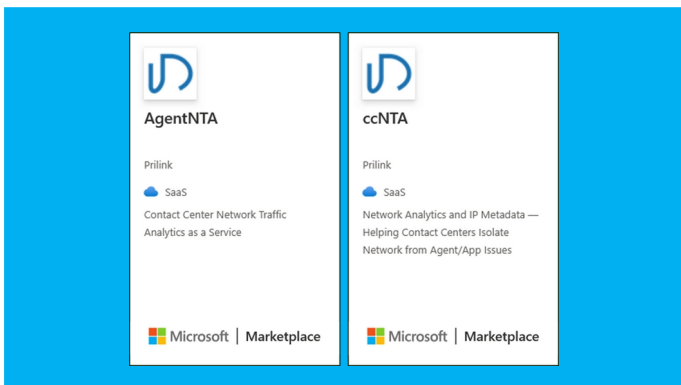 AgentNTA
Prilink
SaaS
Contact Center Network Traffic
Analytics as a Service
Microsoft | Marketplace
ccNTA
Prilink
SaaS
Network Analytics and IP Metadata —
Helping Contact Centers Isolate
Network from Agent/App Issues
Microsoft | Marketplace